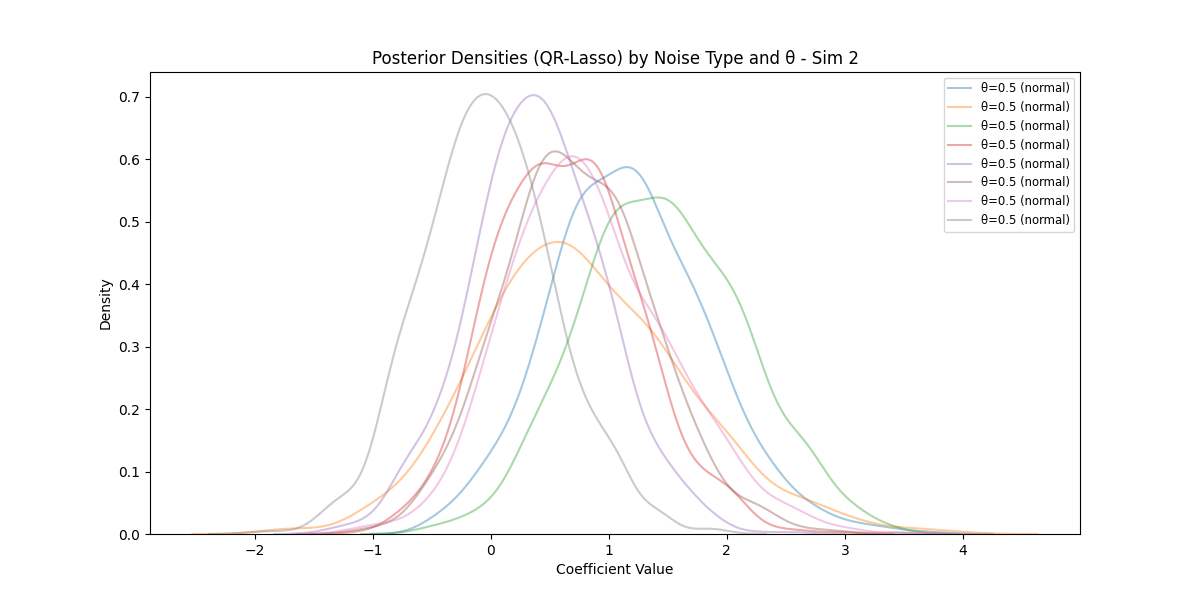 Posterior Densities (QR-Lasso) by Noise Type and θ - Sim 2
θ=0.5 (normal)
θ=0.5 (normal)
θ=0.5 (normal)
θ=0.5 (normal)
θ=0.5 (normal)
θ=0.5 (normal)
θ=0.5 (normal)
θ=0.5 (normal)
0.7
0.6
0.5
0.4
0.3
0.2
0.1
0.0
Density
−2 −1 0 1 2 3 4
Coefficient Value